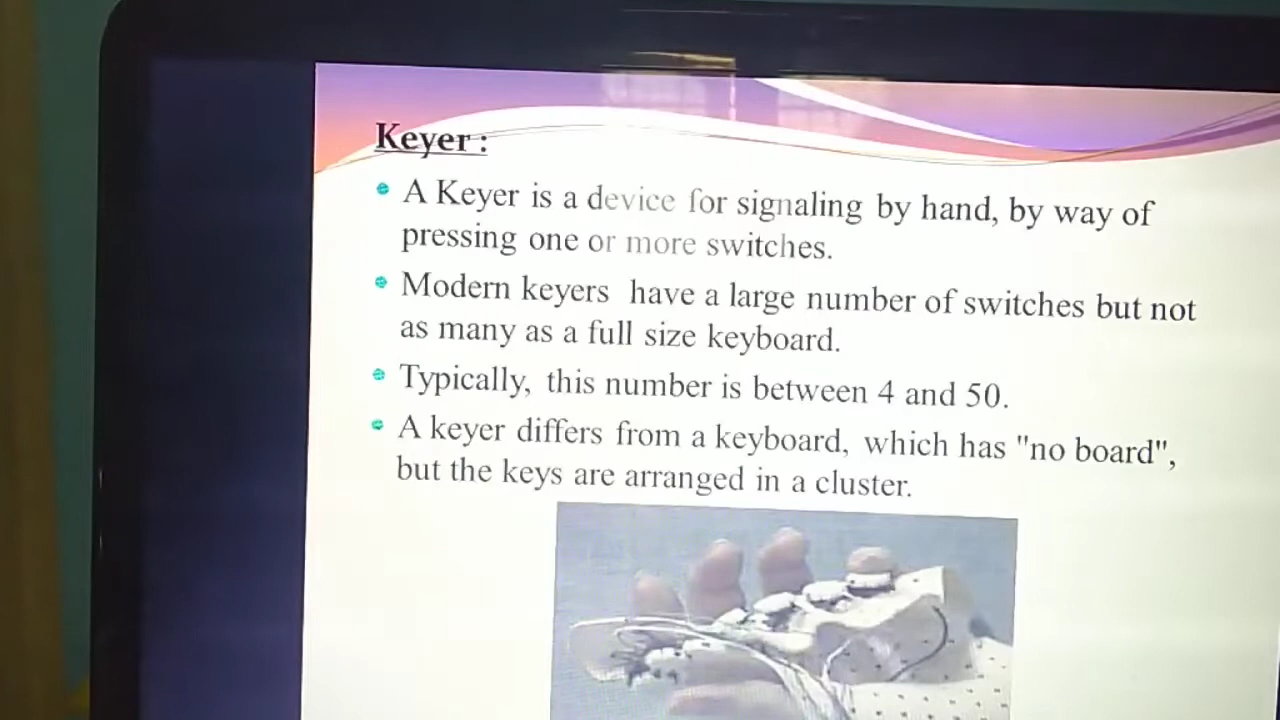 Keyer :
A Keyer is a device for signaling by hand, by way of
pressing one or more switches.
Modern keyers have a large number of switches but not
as many as a full size keyboard.
Typically, this number is between 4 and 50.
A keyer differs from a keyboard, which has "no board",
but the keys are arranged in a cluster.